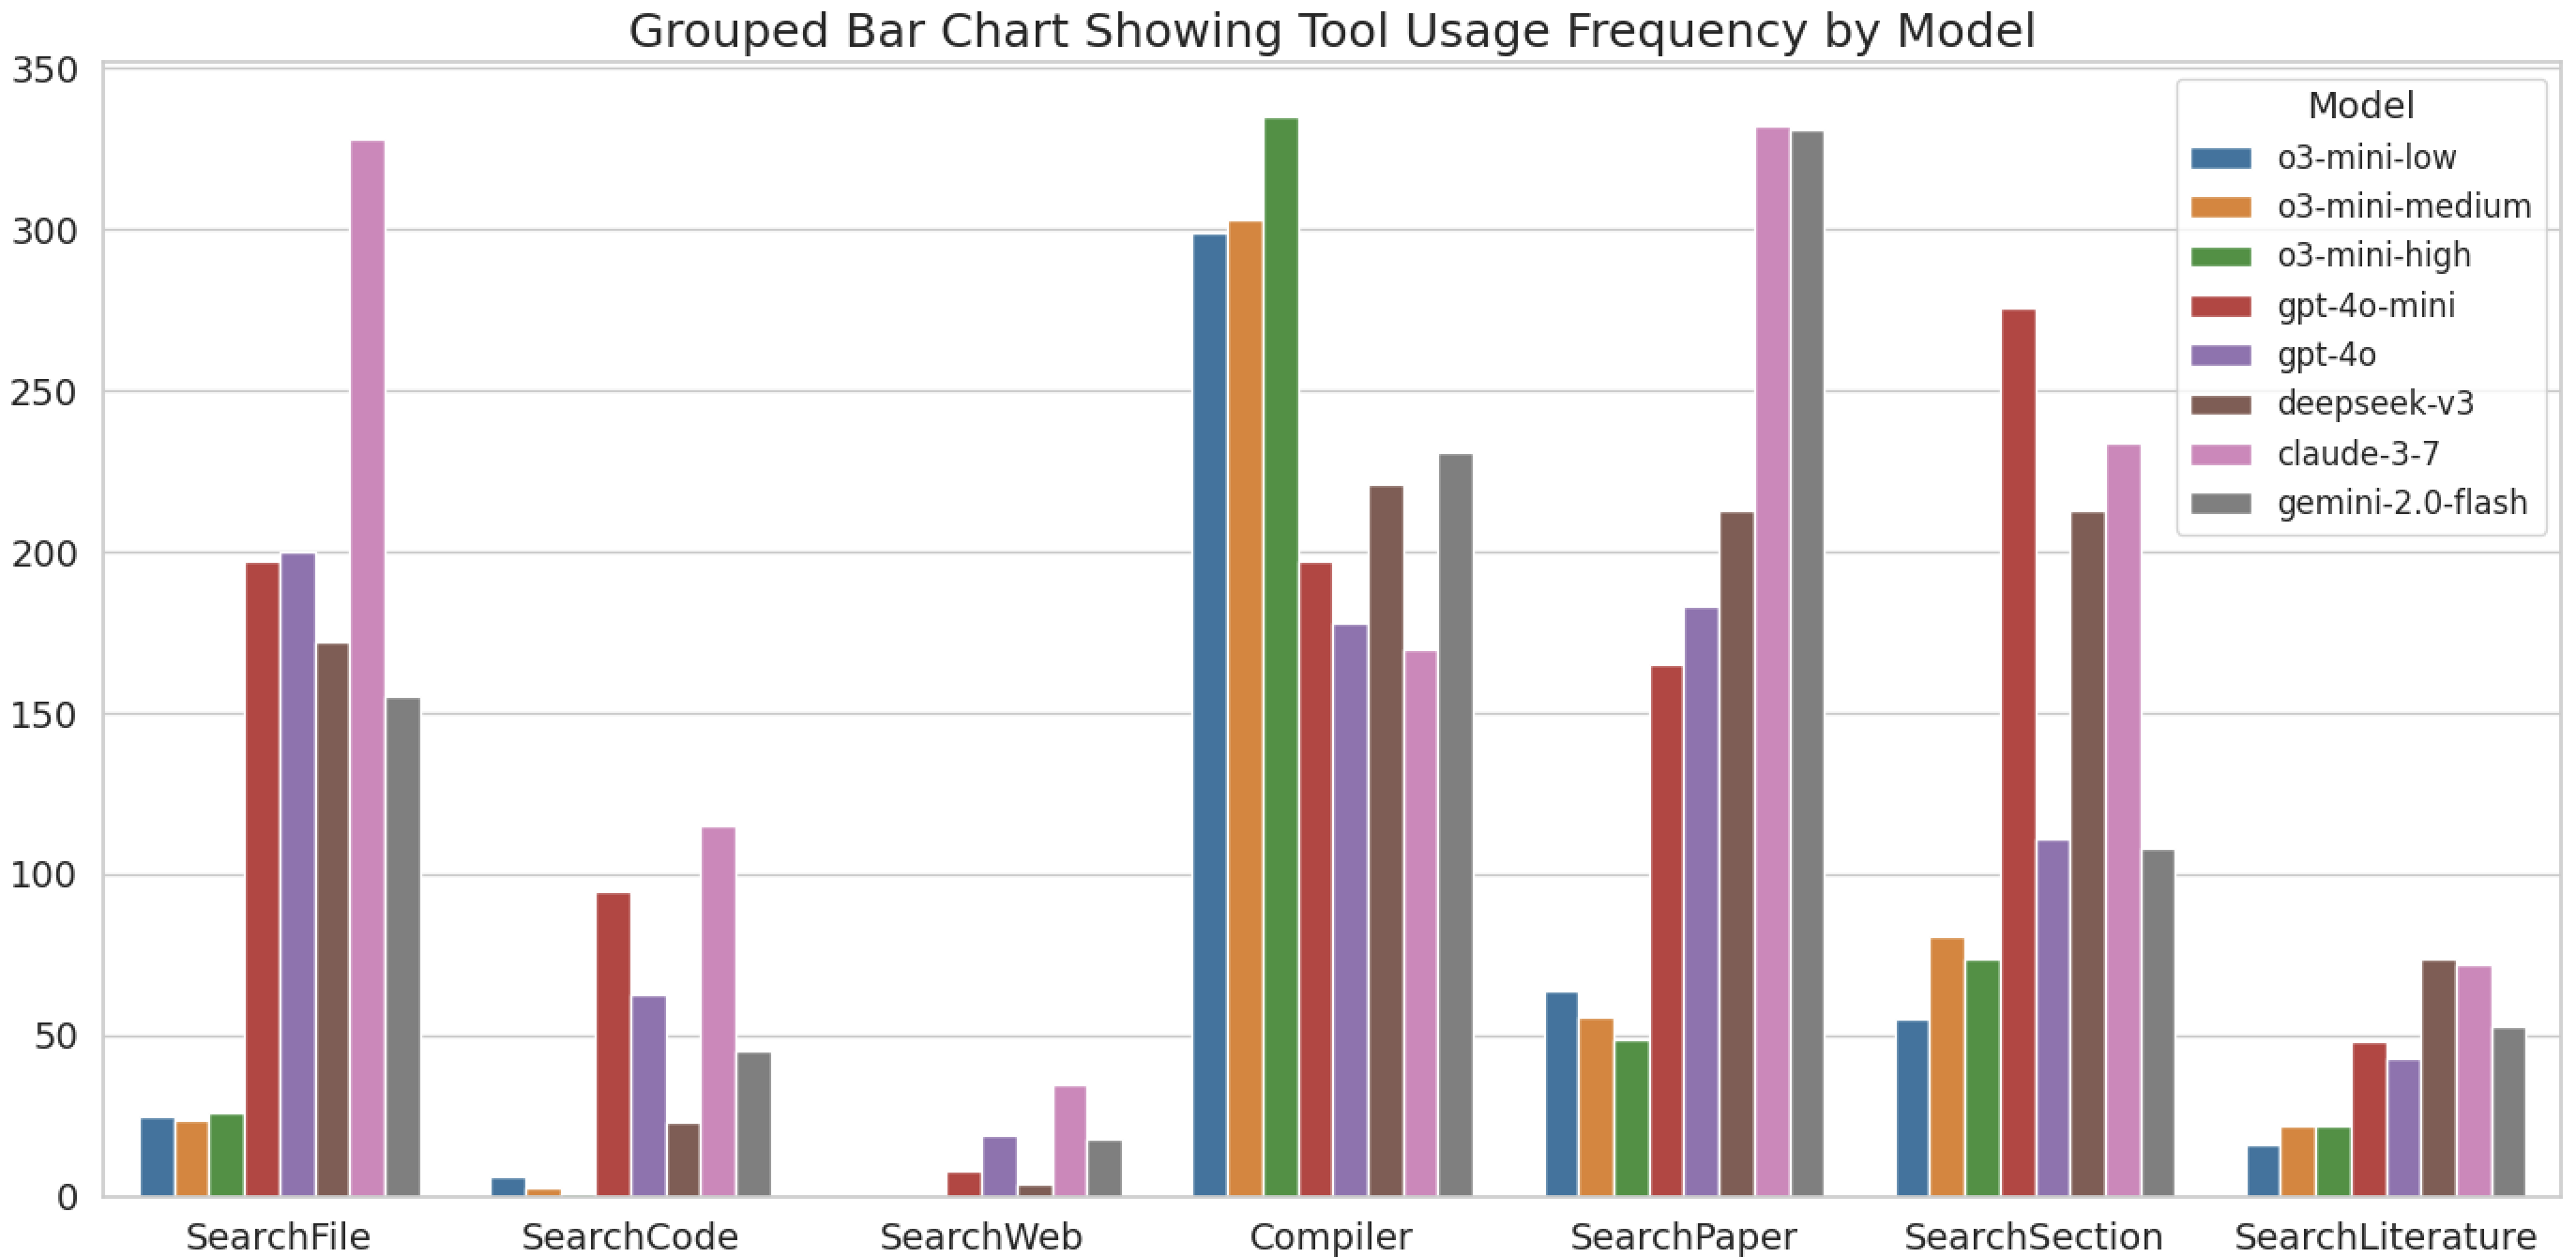 Grouped Bar Chart Showing Tool Usage Frequency by Model
350
300
250
200
150
100
50
0
Model
o3-mini-low
o3-mini-medium
o3-mini-high
gpt-4o-mini
gpt-4o
deepseek-v3
claude-3-7
gemini-2.0-flash
SearchFile
SearchCode
SearchWeb
Compiler
SearchPaper
SearchSection
SearchLiterature